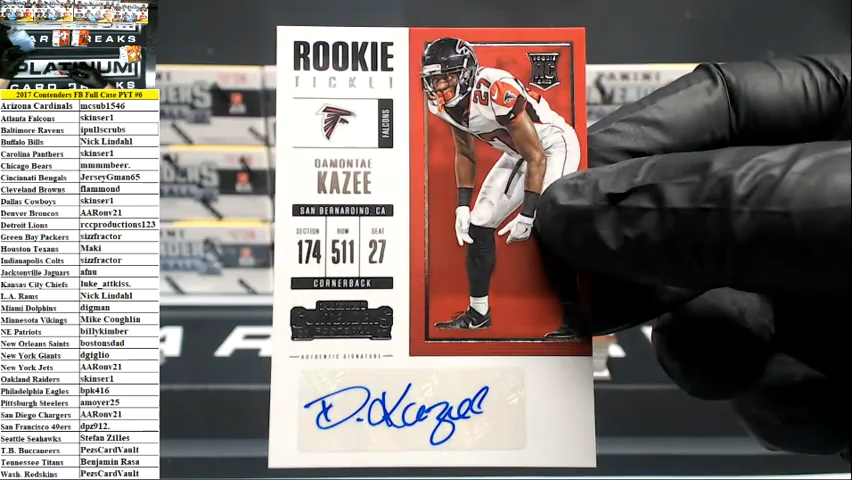 2017 Contenders FB Full Case PYT #6
Arizona Cardinals mcsub1546
Atlanta Falcons skinser1
Baltimore Ravens ipullscrubs
Buffalo Bills Nick Lindahl
Carolina Panthers skinser1
Chicago Bears mmmmbeer.
Cincinnati Bengals JerseyGman65
Cleveland Browns flammond
Dallas Cowboys skinser1
Denver Broncos AARonv21
Detroit Lions rccproductions123
Green Bay Packers sizzfractor
Houston Texans Maki
Indianapolis Colts sizzfractor
Jacksonville Jaguars afnu
Kansas City Chiefs luke_attkiss.
L.A. Rams Nick Lindahl
Miami Dolphins digman
Minnesota Vikings Mike Coughlin
NE Patriots billykimber
New Orleans Saints bostonsdad
New York Giants dgiglio
New York Jets AARonv21
Oakland Raiders skinser1
Philadelphia Eagles bpk416
Pittsburgh Steelers amoyer25
San Diego Chargers AARonv21
San Francisco 49ers dpr912.
Seattle Seahawks Stefan Zilles
T.B. Buccaneers PezsCardVault
Tennessee Titans Benjamin Rasa
Wash. Redskins PezsCardVault
PLATINUM
ROOKIE
TICKET
FALCONS
DAMONTAE
KAZEE
SAN BERNARDINO, CA
SECTION ROW SEAT
174 511 27
CORNERBACK
PANINI
CONTENDERS
FOOTBALL
AUTHENTIC SIGNATURE
D. Kazee
27
RC